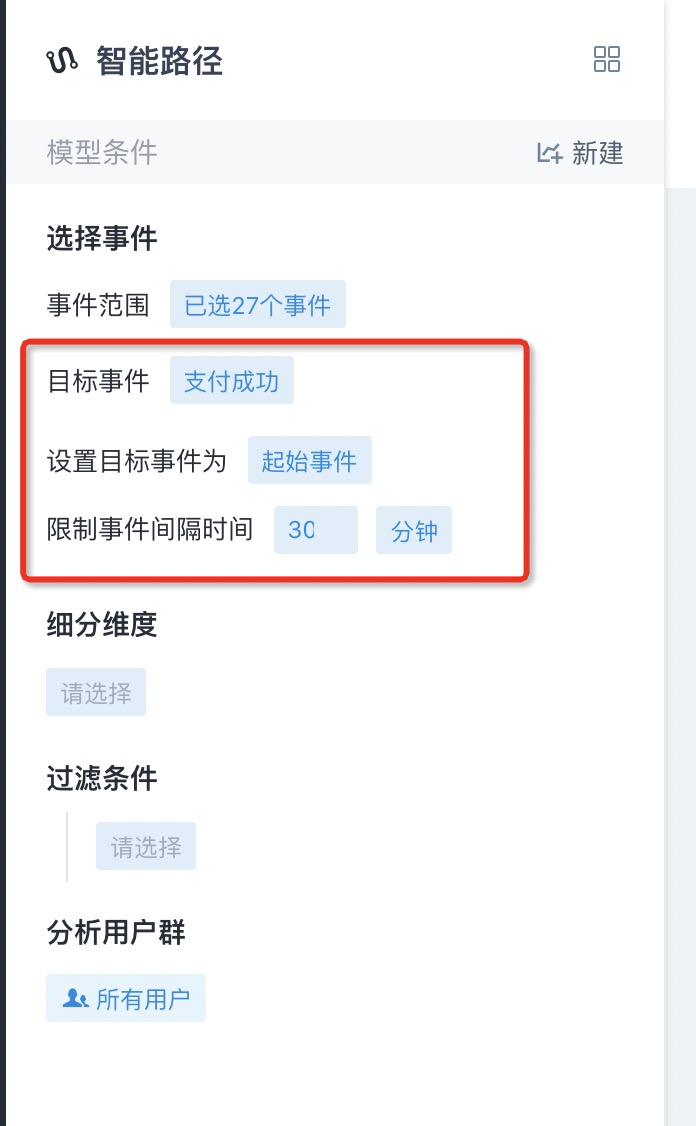 智能路径
模型条件 新建
选择事件
事件范围 已选27个事件
目标事件 支付成功
设置目标事件为 起始事件
限制事件间隔时间 30 分钟
细分维度
请选择
过滤条件
请选择
分析用户群
所有用户